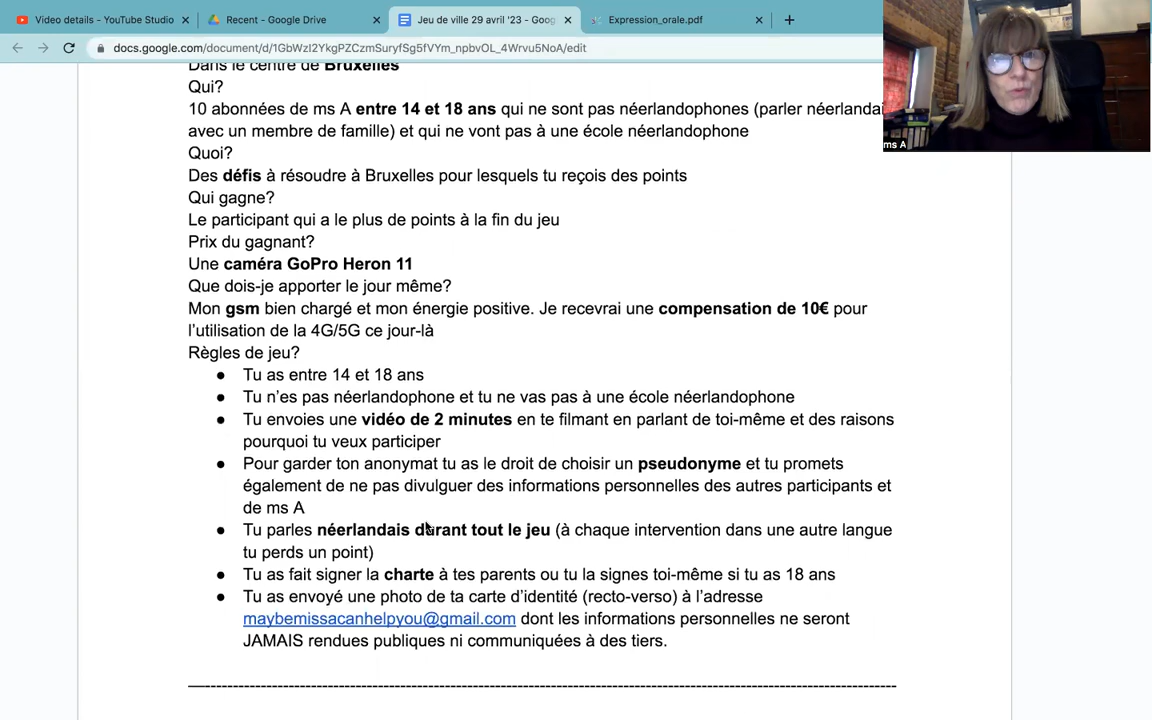 Video details - YouTube Studio
Recent - Google Drive
Jeu de ville 29 avril '23 - Goog
Expression_orale.pdf
docs.google.com/document/d/1GbWzI2YkgPZCzmSuryfSg5fVYm_npbvOL_4Wrvu5NoA/edit
ms A
Dans le centre de Bruxelles
Qui?
10 abonnées de ms A entre 14 et 18 ans qui ne sont pas néerlandophones (parler néerlandai
avec un membre de famille) et qui ne vont pas à une école néerlandophone
Quoi?
Des défis à résoudre à Bruxelles pour lesquels tu reçois des points
Qui gagne?
Le participant qui a le plus de points à la fin du jeu
Prix du gagnant?
Une caméra GoPro Heron 11
Que dois-je apporter le jour même?
Mon gsm bien chargé et mon énergie positive. Je recevrai une compensation de 10€ pour
l'utilisation de la 4G/5G ce jour-là
Règles de jeu?
● Tu as entre 14 et 18 ans
● Tu n'es pas néerlandophone et tu ne vas pas à une école néerlandophone
● Tu envoies une vidéo de 2 minutes en te filmant en parlant de toi-même et des raisons
pourquoi tu veux participer
● Pour garder ton anonymat tu as le droit de choisir un pseudonyme et tu promets
également de ne pas divulguer des informations personnelles des autres participants et
de ms A
● Tu parles néerlandais durant tout le jeu (à chaque intervention dans une autre langue
tu perds un point)
● Tu as fait signer la charte à tes parents ou tu la signes toi-même si tu as 18 ans
● Tu as envoyé une photo de ta carte d'identité (recto-verso) à l'adresse
maybemissacanhelpyou@gmail.com dont les informations personnelles ne seront
JAMAIS rendues publiques ni communiquées à des tiers.